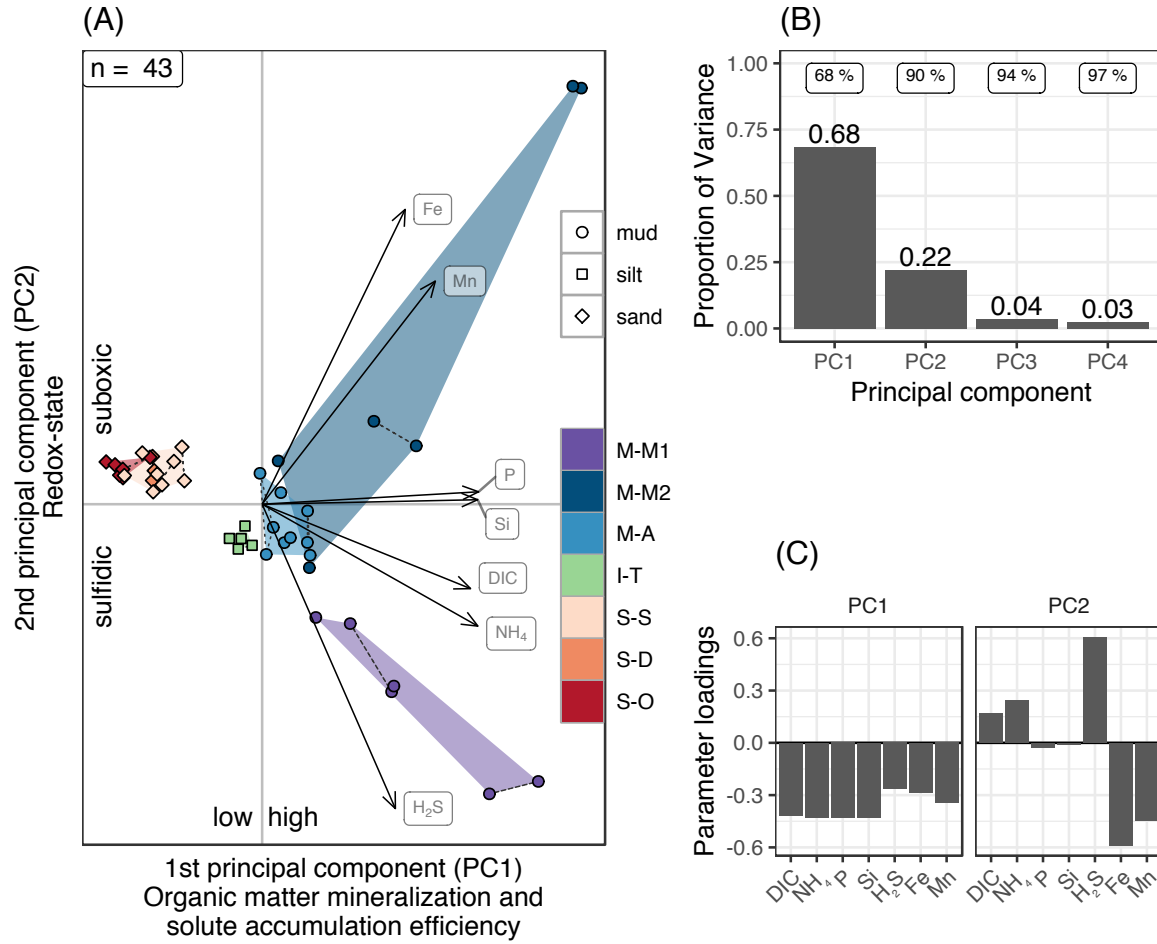 (A)
n = 43
Fe
Mn
P
Si
DIC
NH₄
H₂S
suboxic
sulfidic
low high
2nd principal component (PC2)
Redox-state
1st principal component (PC1)
Organic matter mineralization and
solute accumulation efficiency
mud
silt
sand
M-M1
M-M2
M-A
I-T
S-S
S-D
S-O
(B)
Proportion of Variance
1.00
0.75
0.50
0.25
0.00
68 % 90 % 94 % 97 %
0.68
0.22
0.04
0.03
PC1 PC2 PC3 PC4
Principal component
(C)
PC1 PC2
Parameter loadings
0.6
0.3
0.0
-0.3
-0.6
DIC NH₄ P Si H₂S Fe Mn
DIC NH₄ P Si H₂S Fe Mn